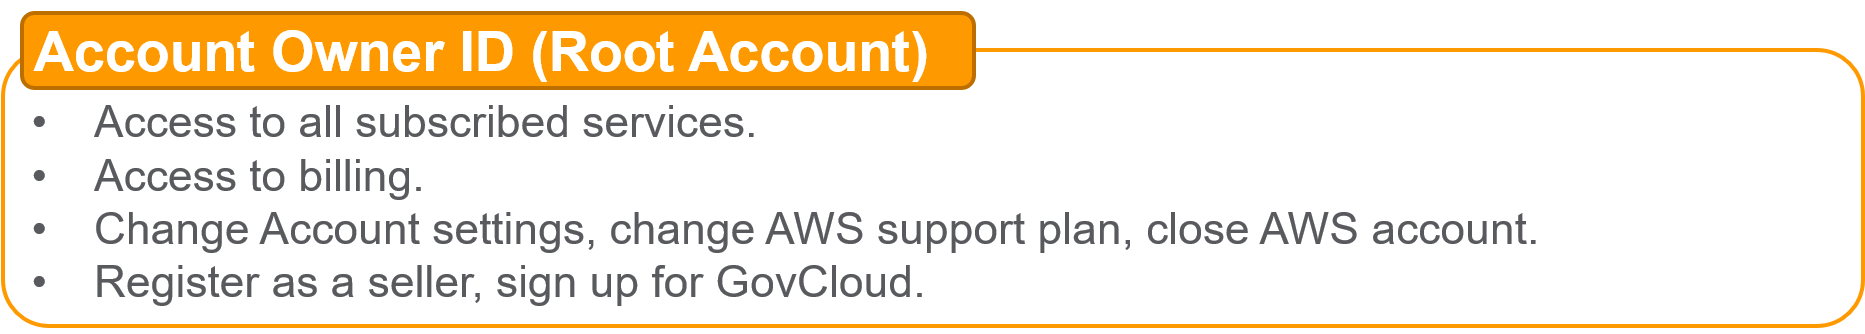 Account Owner ID (Root Account)
• Access to all subscribed services.
• Access to billing.
• Change Account settings, change AWS support plan, close AWS account.
• Register as a seller, sign up for GovCloud.